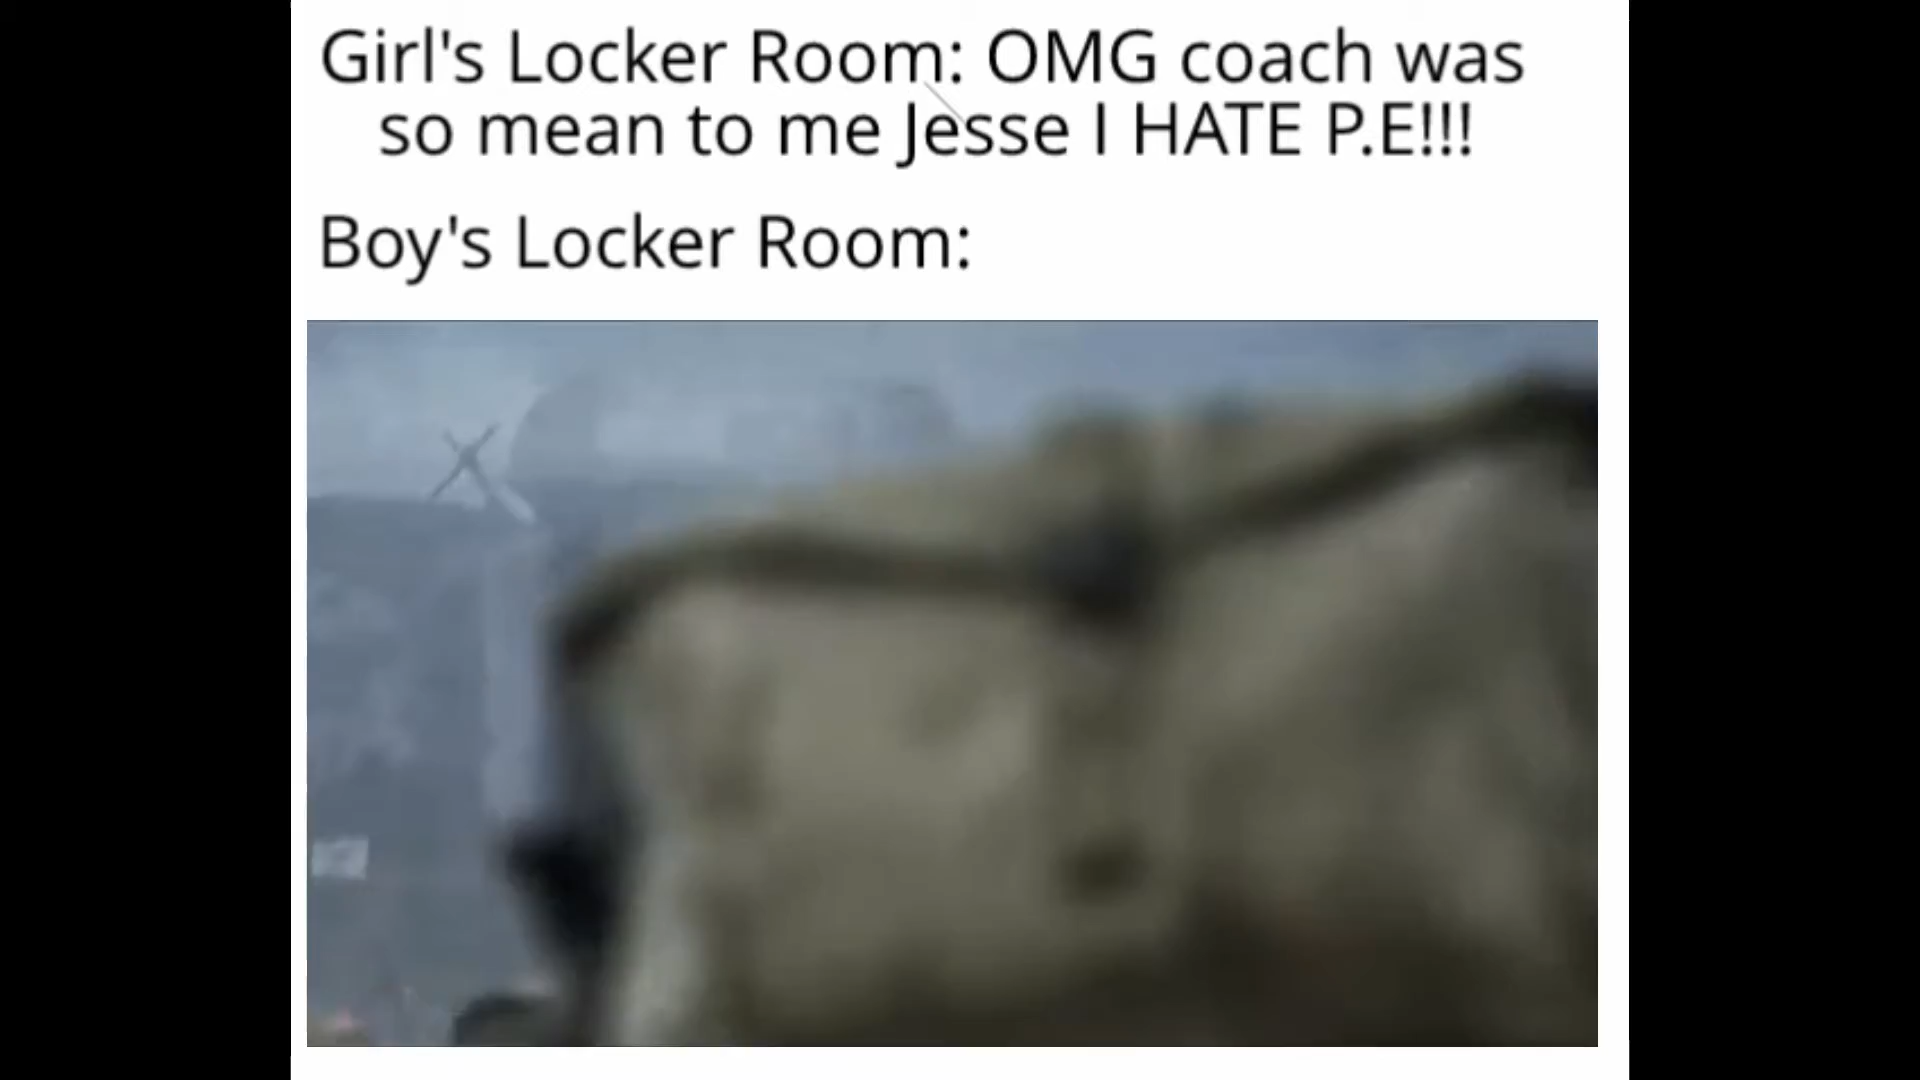 Girl's Locker Room: OMG coach was
so mean to me Jesse I HATE P.E!!!
Boy's Locker Room: